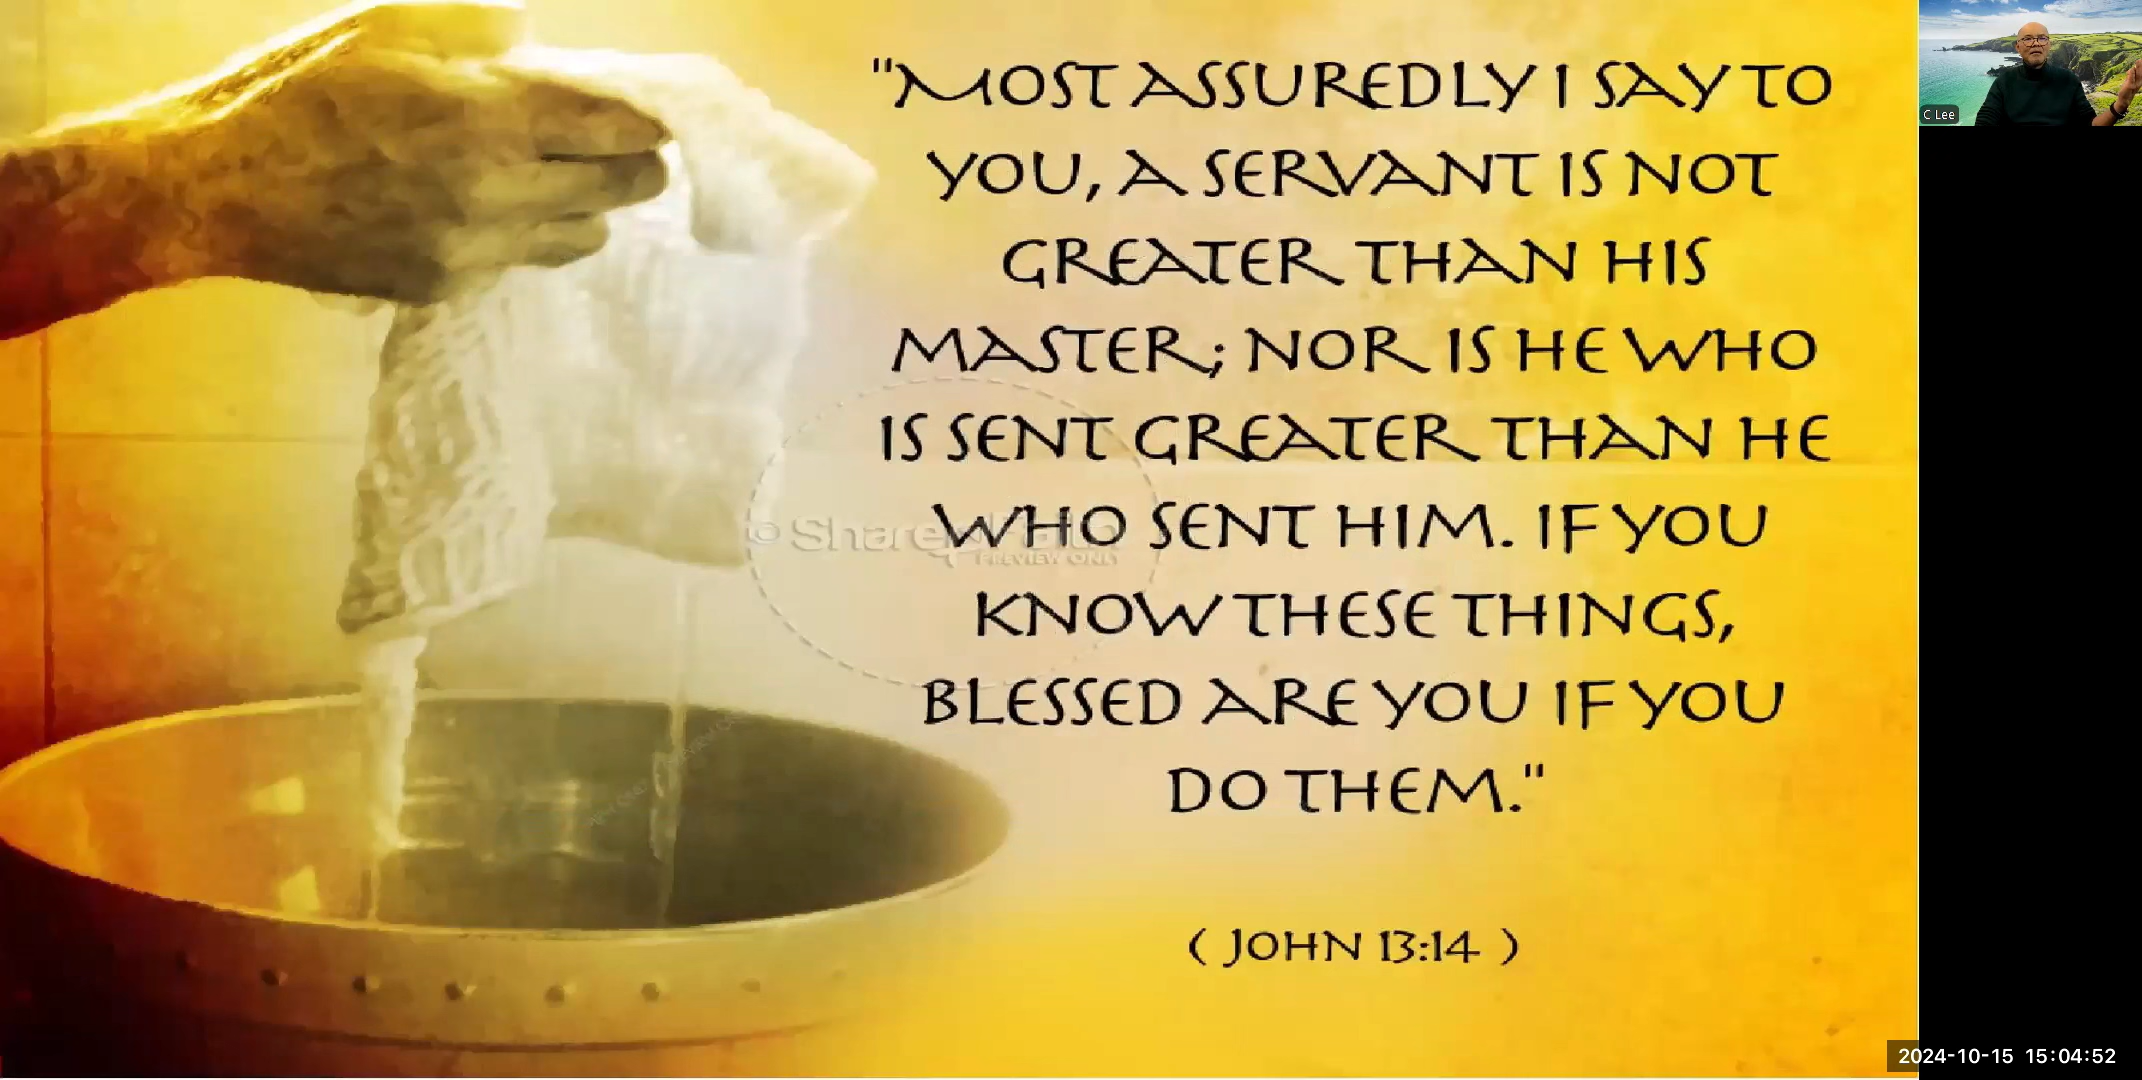 "MOST ASSUREDLY I SAY TO
YOU, A SERVANT IS NOT
GREATER THAN HIS
MASTER; NOR IS HE WHO
IS SENT GREATER THAN HE
WHO SENT HIM. IF YOU
KNOW THESE THINGS,
BLESSED ARE YOU IF YOU
DO THEM."
( JOHN 13:14 )
PREVIEW ONLY
C Lee
2024-10-15 15:04:52